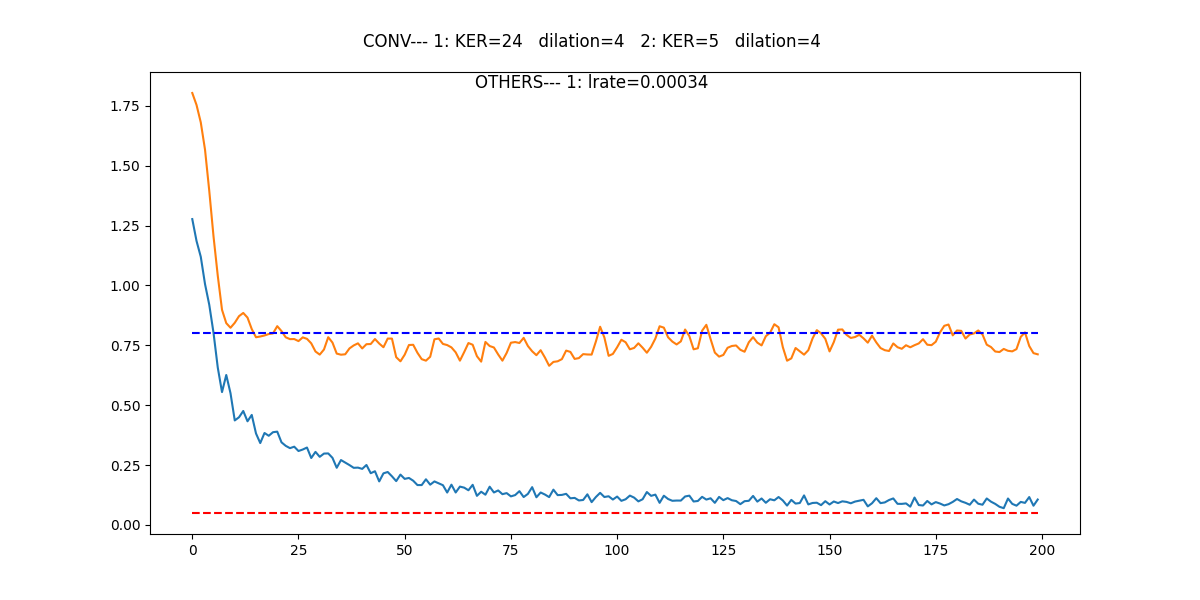 CONV--- 1: KER=24   dilation=4   2: KER=5   dilation=4
OTHERS--- 1: lrate=0.00034
1.75
1.50
1.25
1.00
0.75
0.50
0.25
0.00
0 25 50 75 100 125 150 175 200